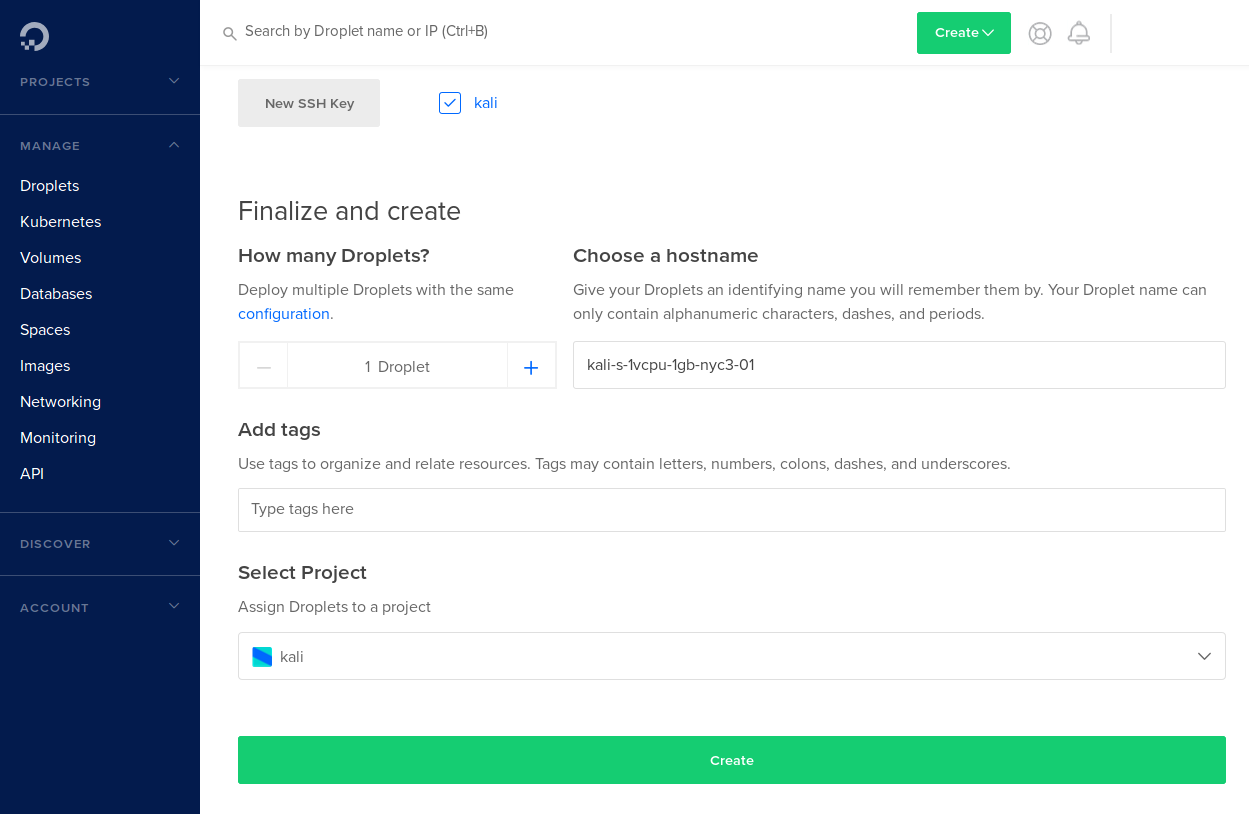 Search by Droplet name or IP (Ctrl+B)
Create
PROJECTS
MANAGE
Droplets
Kubernetes
Volumes
Databases
Spaces
Images
Networking
Monitoring
API
DISCOVER
ACCOUNT
New SSH Key
kali
Finalize and create
How many Droplets?
Deploy multiple Droplets with the same
configuration.
1 Droplet
Choose a hostname
Give your Droplets an identifying name you will remember them by. Your Droplet name can
only contain alphanumeric characters, dashes, and periods.
kali-s-1vcpu-1gb-nyc3-01
Add tags
Use tags to organize and relate resources. Tags may contain letters, numbers, colons, dashes, and underscores.
Type tags here
Select Project
Assign Droplets to a project
kali
Create